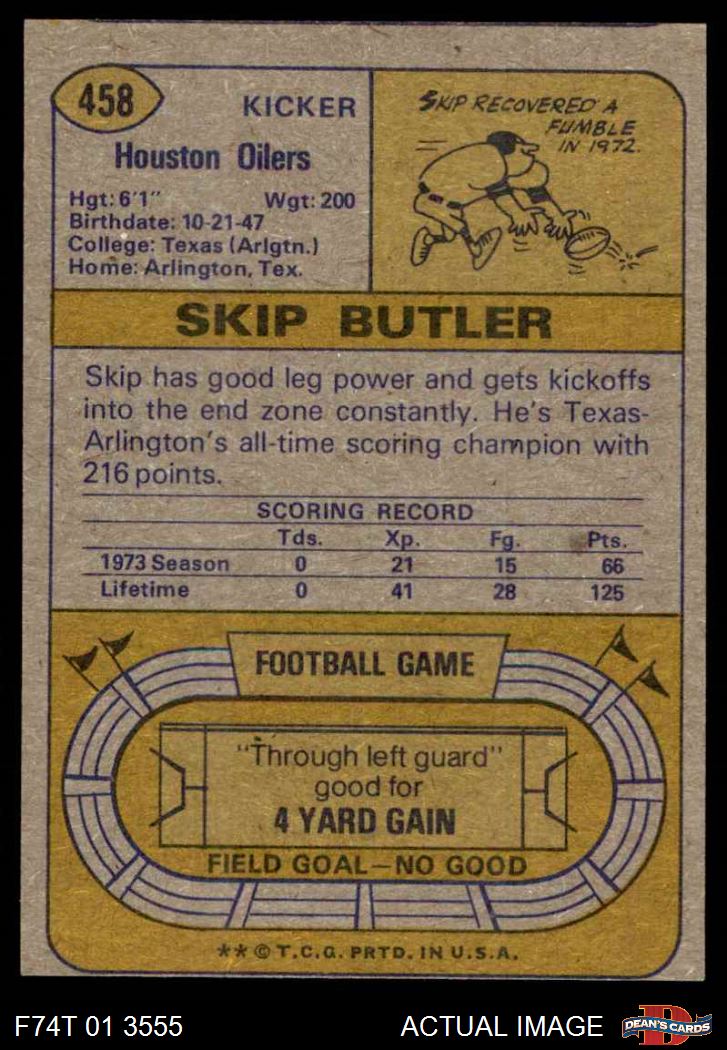 458
KICKER
Houston Oilers
Hgt: 6'1" Wgt: 200
Birthdate: 10-21-47
College: Texas (Arlgtn.)
Home: Arlington, Tex.
SKIP RECOVERED A
FUMBLE
IN 1972.
SKIP BUTLER
Skip has good leg power and gets kickoffs
into the end zone constantly. He's Texas-
Arlington's all-time scoring champion with
216 points.
SCORING RECORD
Tds. Xp. Fg. Pts.
1973 Season 0 21 15 66
Lifetime 0 41 28 125
FOOTBALL GAME
"Through left guard"
good for
4 YARD GAIN
FIELD GOAL—NO GOOD
** © T.C.G. PRTD. IN U.S.A.
F74T 01 3555 ACTUAL IMAGE
D
DEAN'S CARDS